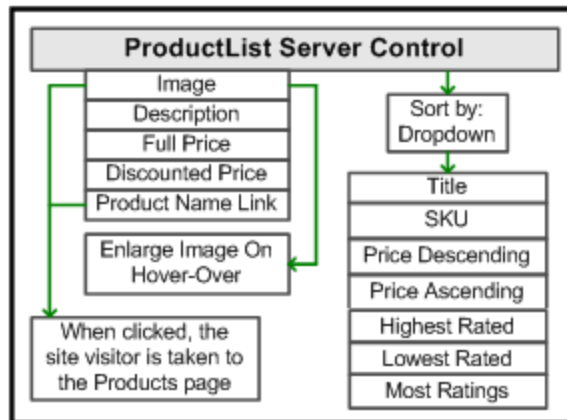 ProductList Server Control
Image
Description
Full Price
Discounted Price
Product Name Link
Enlarge Image On
Hover-Over
When clicked, the
site visitor is taken to
the Products page
Sort by:
Dropdown
Title
SKU
Price Descending
Price Ascending
Highest Rated
Lowest Rated
Most Ratings